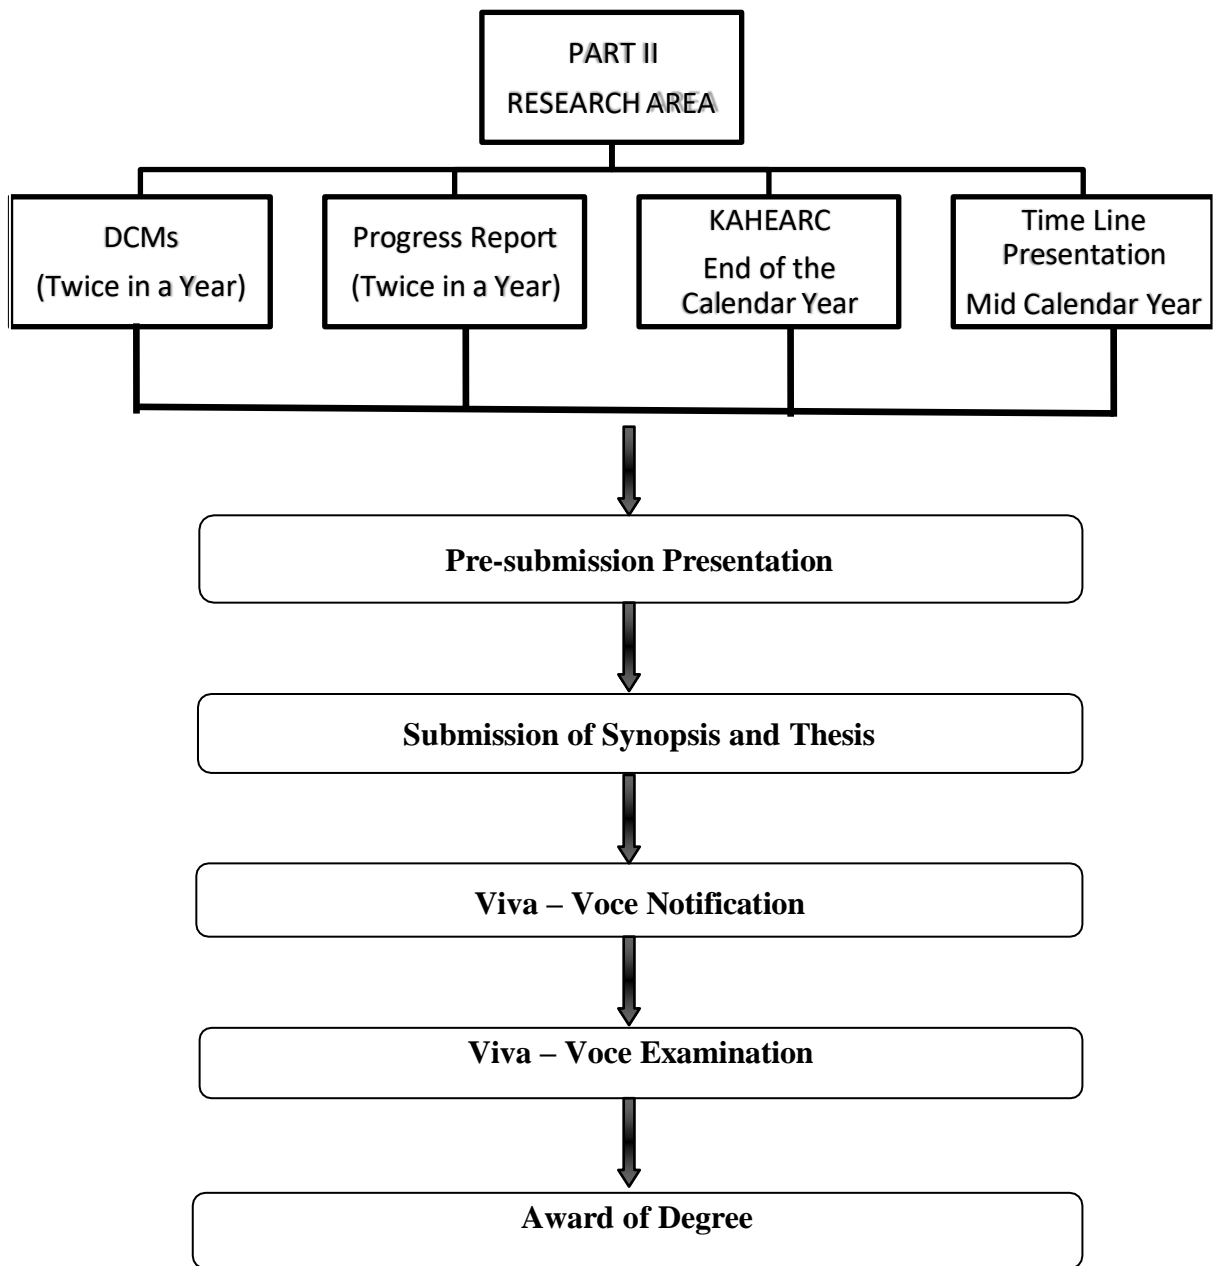 PART II
RESEARCH AREA
DCMs
(Twice in a Year)
Progress Report
(Twice in a Year)
KAHEARC
End of the
Calendar Year
Time Line
Presentation
Mid Calendar Year
Pre-submission Presentation
Submission of Synopsis and Thesis
Viva – Voce Notification
Viva – Voce Examination
Award of Degree